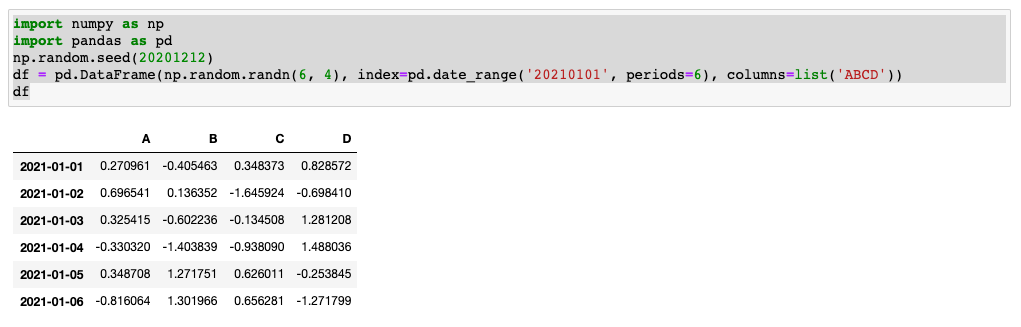 import numpy as np
import pandas as pd
np.random.seed(20201212)
df = pd.DataFrame(np.random.randn(6, 4), index=pd.date_range('20210101', periods=6), columns=list('ABCD'))
df
A B C D
2021-01-01 0.270961 -0.405463 0.348373 0.828572
2021-01-02 0.696541 0.136352 -1.645924 -0.698410
2021-01-03 0.325415 -0.602236 -0.134508 1.281208
2021-01-04 -0.330320 -1.403839 -0.938090 1.488036
2021-01-05 0.348708 1.271751 0.626011 -0.253845
2021-01-06 -0.816064 1.301966 0.656281 -1.271799